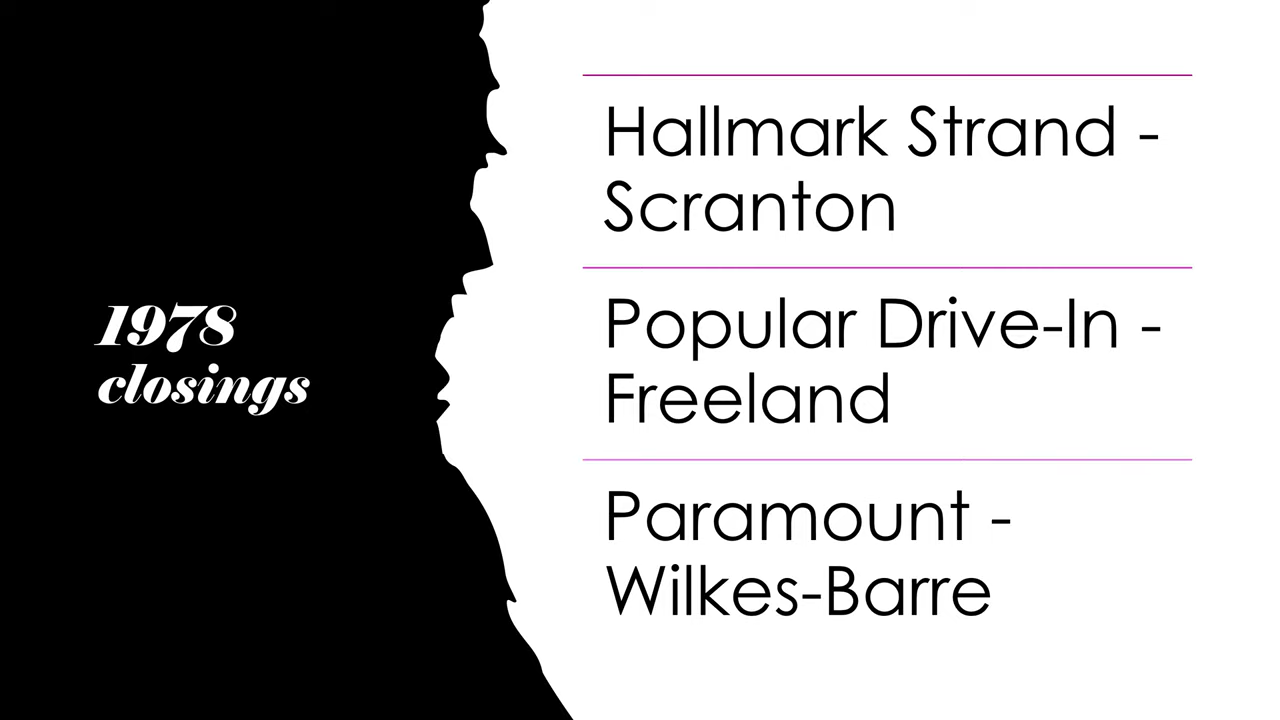 1978
closings
Hallmark Strand -
Scranton
Popular Drive-In -
Freeland
Paramount -
Wilkes-Barre